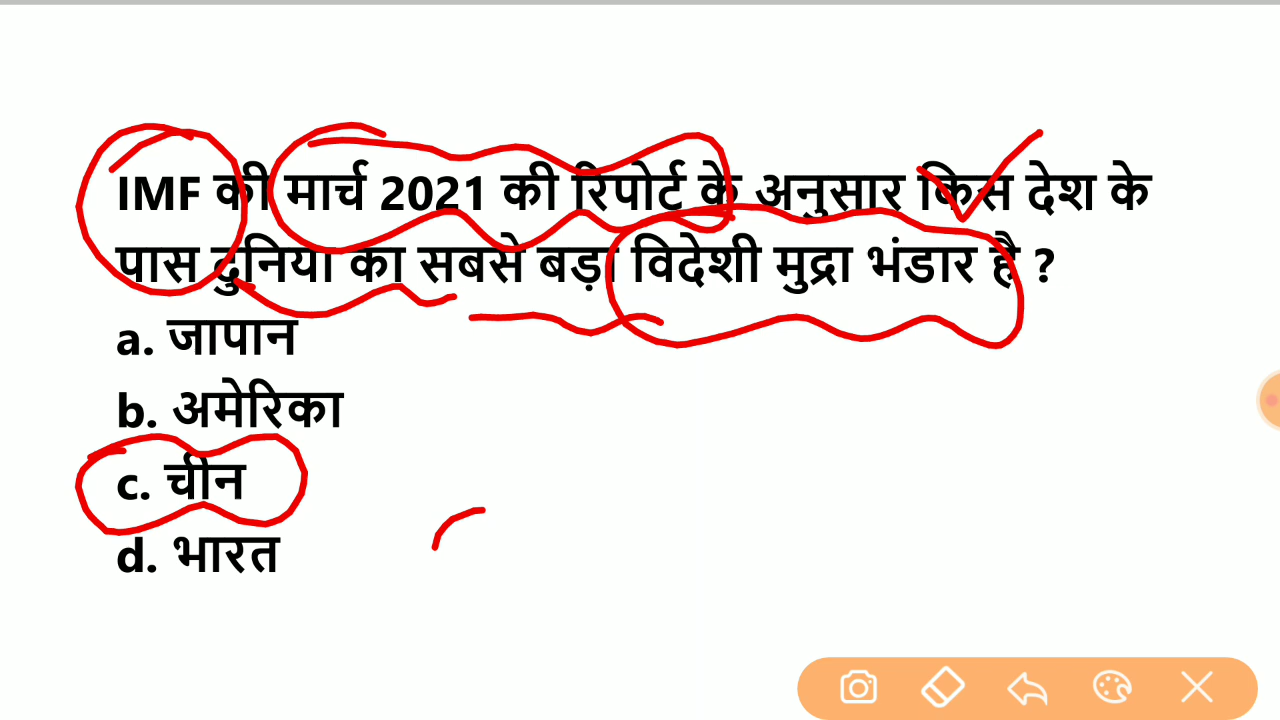 IMF की मार्च 2021 की रिपोर्ट के अनुसार किस देश के
पास दुनिया का सबसे बड़ा विदेशी मुद्रा भंडार है ?
a. जापान
b. अमेरिका
c. चीन
d. भारत